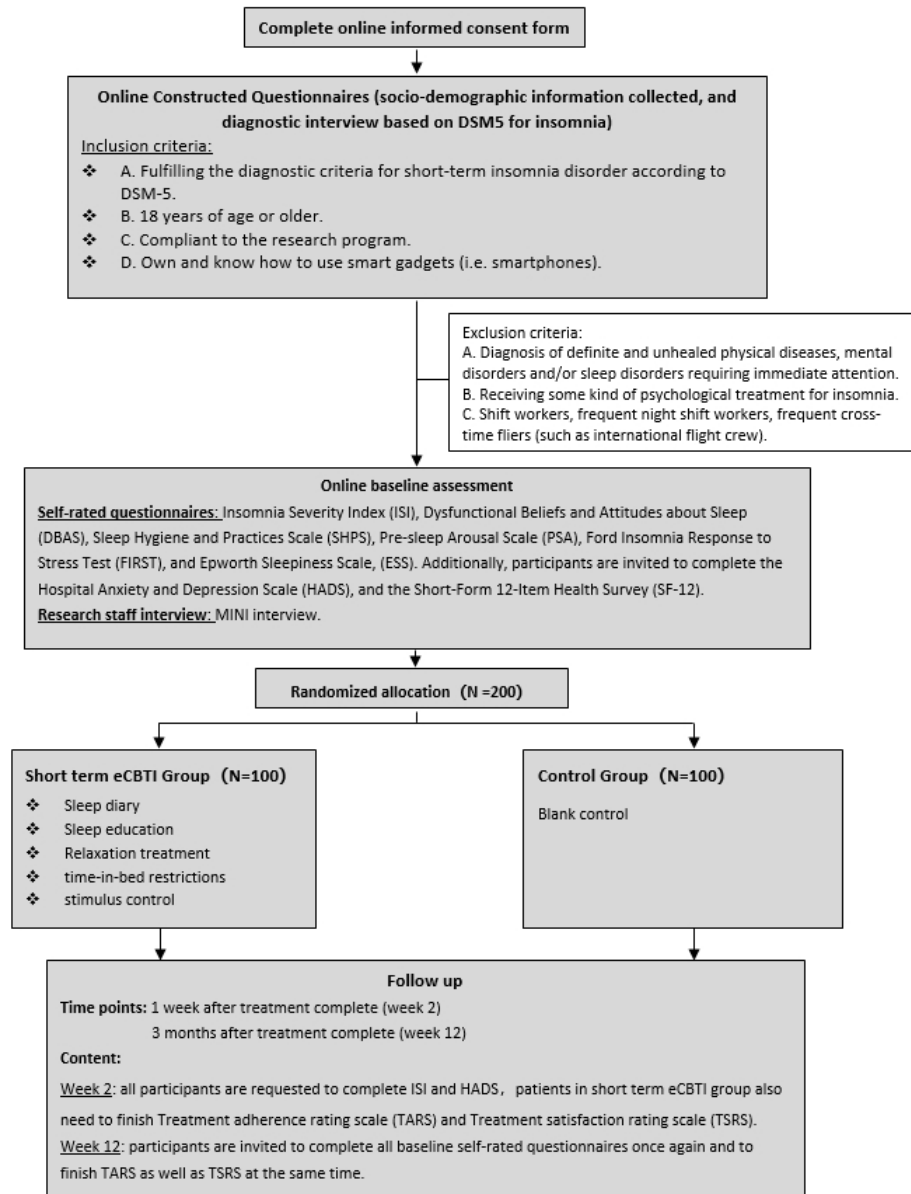 Complete online informed consent form
Online Constructed Questionnaires (socio-demographic information collected, and
diagnostic interview based on DSM5 for insomnia)
Inclusion criteria:
❖ A. Fulfilling the diagnostic criteria for short-term insomnia disorder according to
DSM-5.
❖ B. 18 years of age or older.
❖ C. Compliant to the research program.
❖ D. Own and know how to use smart gadgets (i.e. smartphones).
Exclusion criteria:
A. Diagnosis of definite and unhealed physical diseases, mental
disorders and/or sleep disorders requiring immediate attention.
B. Receiving some kind of psychological treatment for insomnia.
C. Shift workers, frequent night shift workers, frequent cross-
time fliers (such as international flight crew).
Online baseline assessment
Self-rated questionnaires: Insomnia Severity Index (ISI), Dysfunctional Beliefs and Attitudes about Sleep
(DBAS), Sleep Hygiene and Practices Scale (SHPS), Pre-sleep Arousal Scale (PSA), Ford Insomnia Response to
Stress Test (FIRST), and Epworth Sleepiness Scale, (ESS). Additionally, participants are invited to complete the
Hospital Anxiety and Depression Scale (HADS), and the Short-Form 12-Item Health Survey (SF-12).
Research staff interview: MINI interview.
Randomized allocation（N =200)
Short term eCBTI Group（N=100)
❖ Sleep diary
❖ Sleep education
❖ Relaxation treatment
❖ time-in-bed restrictions
❖ stimulus control
Control Group（N=100)
Blank control
Follow up
Time points: 1 week after treatment complete (week 2)
3 months after treatment complete (week 12)
Content:
Week 2: all participants are requested to complete ISI and HADS，patients in short term eCBTI group also
need to finish Treatment adherence rating scale (TARS) and Treatment satisfaction rating scale (TSRS).
Week 12: participants are invited to complete all baseline self-rated questionnaires once again and to
finish TARS as well as TSRS at the same time.